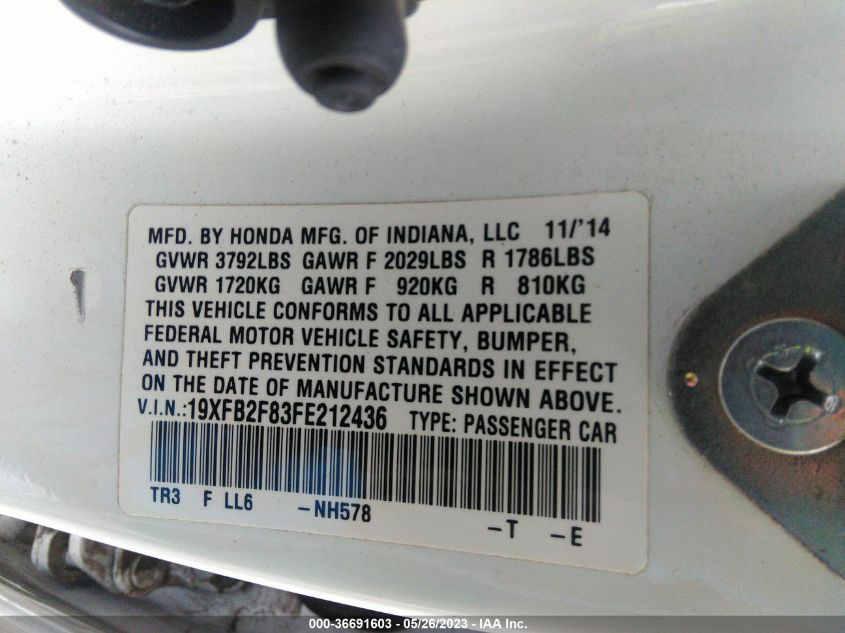 MFD. BY HONDA MFG. OF INDIANA, LLC 11/'14
GVWR 3792LBS GAWR F 2029LBS R 1786LBS
GVWR 1720KG GAWR F 920KG R 810KG
THIS VEHICLE CONFORMS TO ALL APPLICABLE
FEDERAL MOTOR VEHICLE SAFETY, BUMPER,
AND THEFT PREVENTION STANDARDS IN EFFECT
ON THE DATE OF MANUFACTURE SHOWN ABOVE.
V.I.N.:19XFB2F83FE212436 TYPE: PASSENGER CAR
TR3 F LL6 -NH578 -T -E
000-36691603 - 05/26/2023 - IAA Inc.